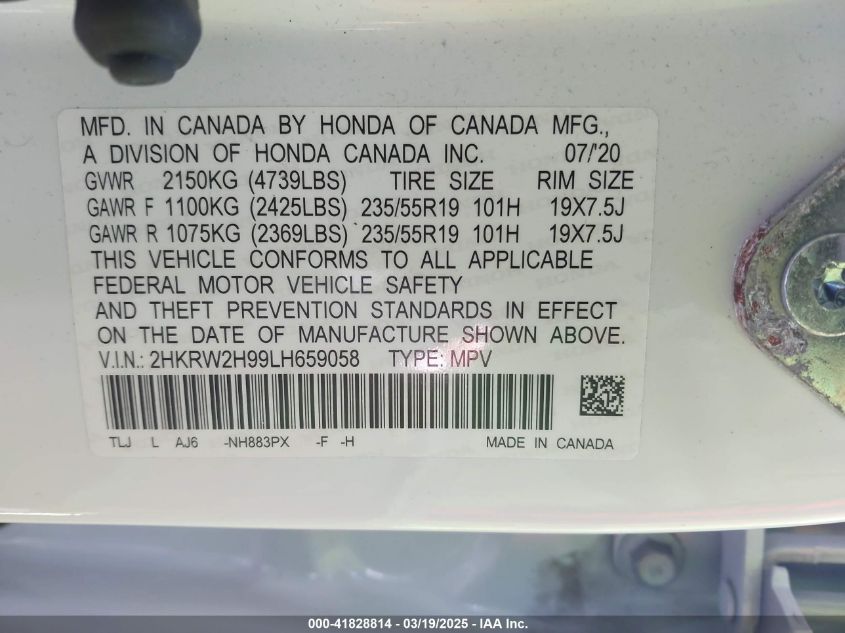 MFD. IN CANADA BY HONDA OF CANADA MFG.,
A DIVISION OF HONDA CANADA INC. 07/'20
GVWR 2150KG (4739LBS) TIRE SIZE RIM SIZE
GAWR F 1100KG (2425LBS) 235/55R19 101H 19X7.5J
GAWR R 1075KG (2369LBS) 235/55R19 101H 19X7.5J
THIS VEHICLE CONFORMS TO ALL APPLICABLE
FEDERAL MOTOR VEHICLE SAFETY
AND THEFT PREVENTION STANDARDS IN EFFECT
ON THE DATE OF MANUFACTURE SHOWN ABOVE.
V.I.N.: 2HKRW2H99LH659058 TYPE: MPV
TLJ L AJ6 -NH883PX -F -H MADE IN CANADA
000-41828814 - 03/19/2025 - IAA Inc.